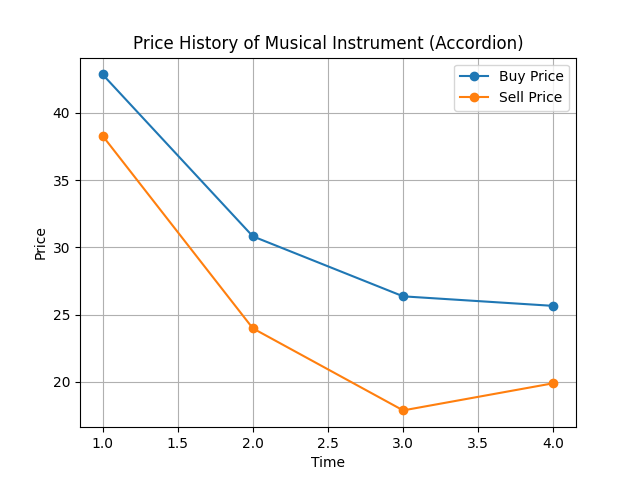 Price History of Musical Instrument (Accordion)
Buy Price
Sell Price
40
35
30
25
20
Price
1.0 1.5 2.0 2.5 3.0 3.5 4.0
Time